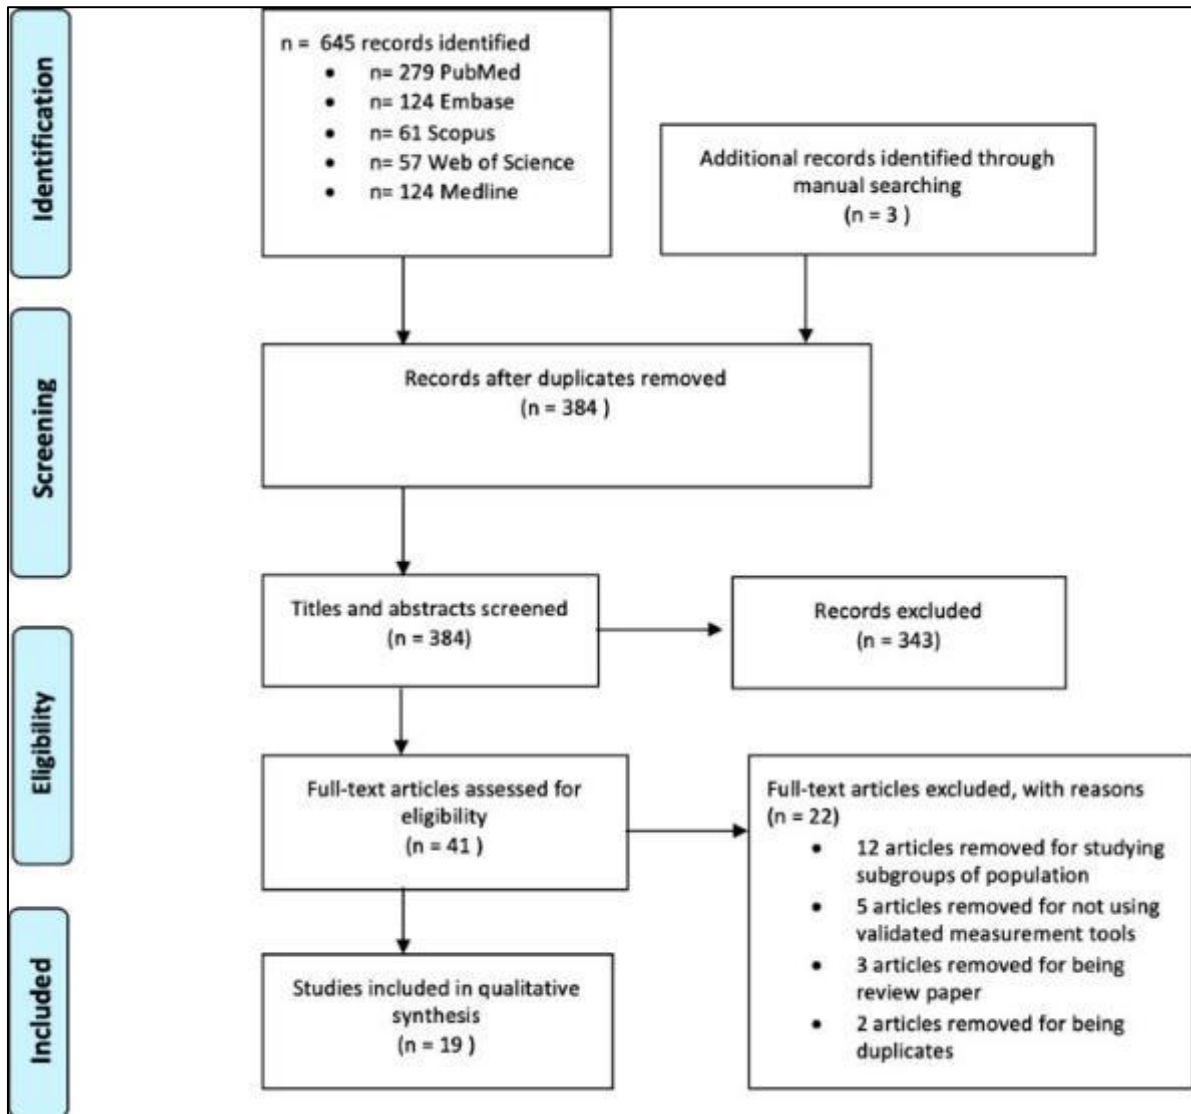 Identification
n = 645 records identified
• n= 279 PubMed
• n= 124 Embase
• n= 61 Scopus
• n= 57 Web of Science
• n= 124 Medline
Additional records identified through
manual searching
(n = 3 )
Screening
Records after duplicates removed
(n = 384 )
Titles and abstracts screened
(n = 384)
Records excluded
(n = 343)
Eligibility
Full-text articles assessed for
eligibility
(n = 41 )
Full-text articles excluded, with reasons
(n = 22)
• 12 articles removed for studying
subgroups of population
• 5 articles removed for not using
validated measurement tools
• 3 articles removed for being
review paper
• 2 articles removed for being
duplicates
Included
Studies included in qualitative
synthesis
(n = 19 )